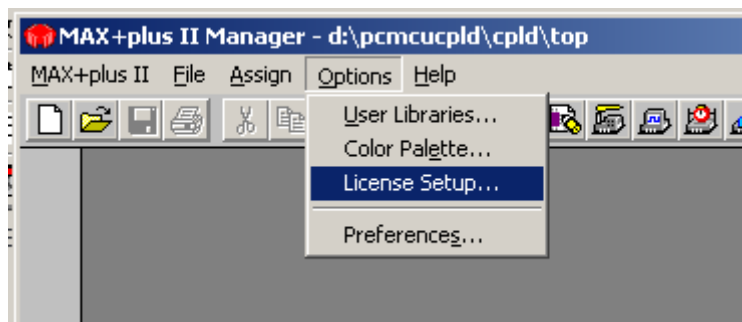 MAX+plus II Manager - d:\pcmcucpld\cpld\top
MAX+plus II File Assign Options Help
User Libraries...
Color Palette...
License Setup...
Preferences...